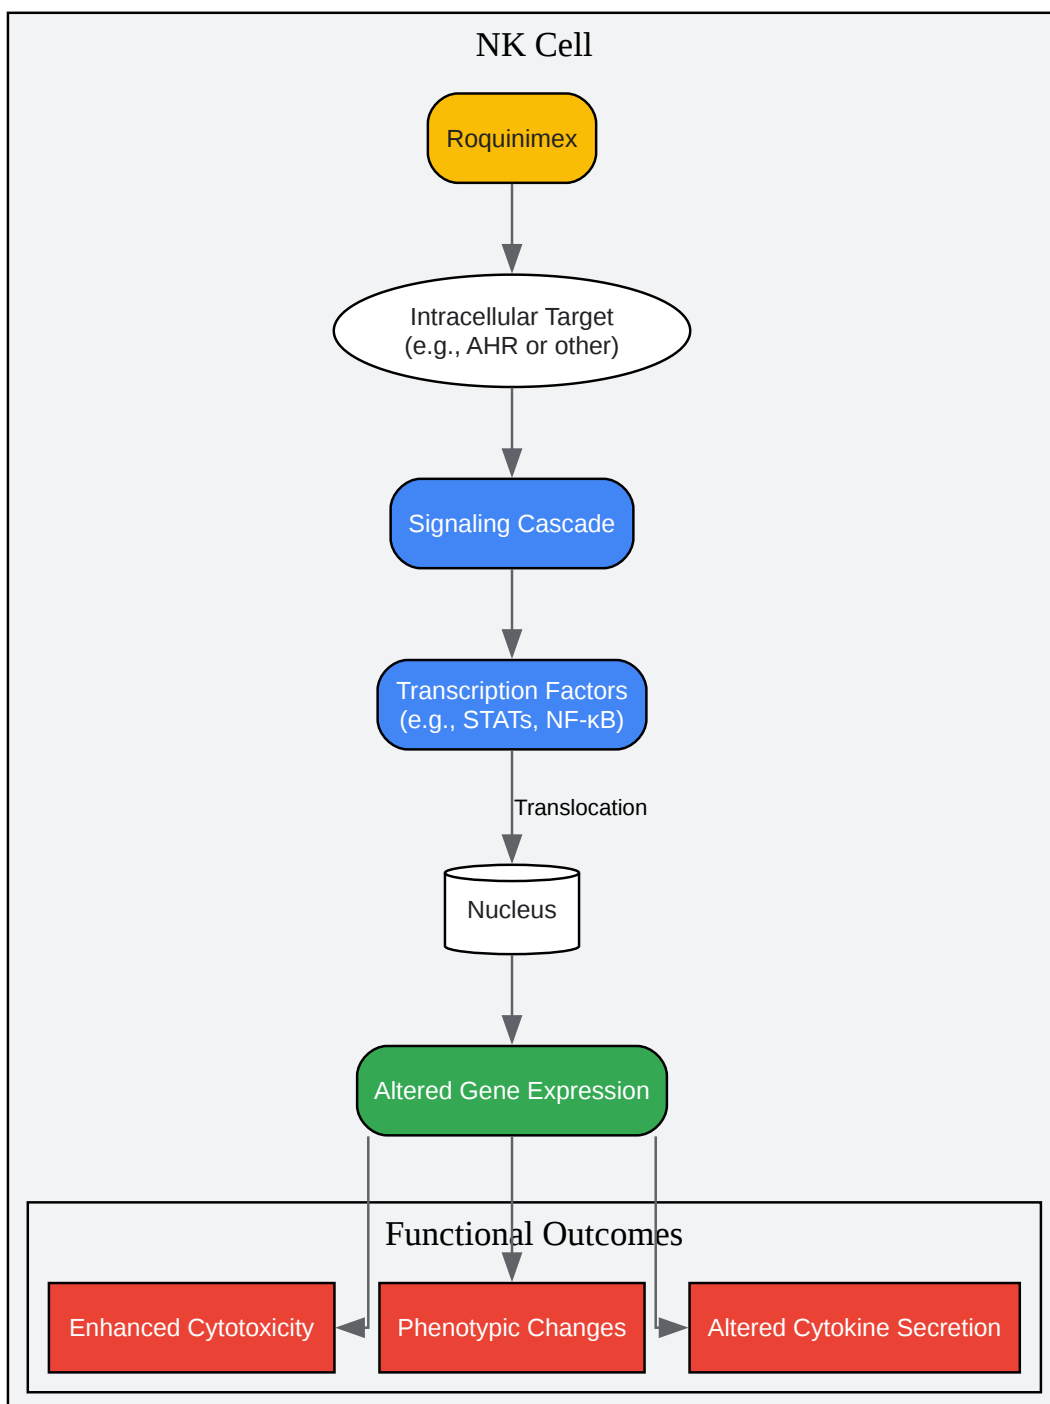 NK Cell
Roquinimex
Intracellular Target
(e.g., AHR or other)
Signaling Cascade
Transcription Factors
(e.g., STATs, NF-κB)
Translocation
Nucleus
Altered Gene Expression
Functional Outcomes
Enhanced Cytotoxicity
Phenotypic Changes
Altered Cytokine Secretion